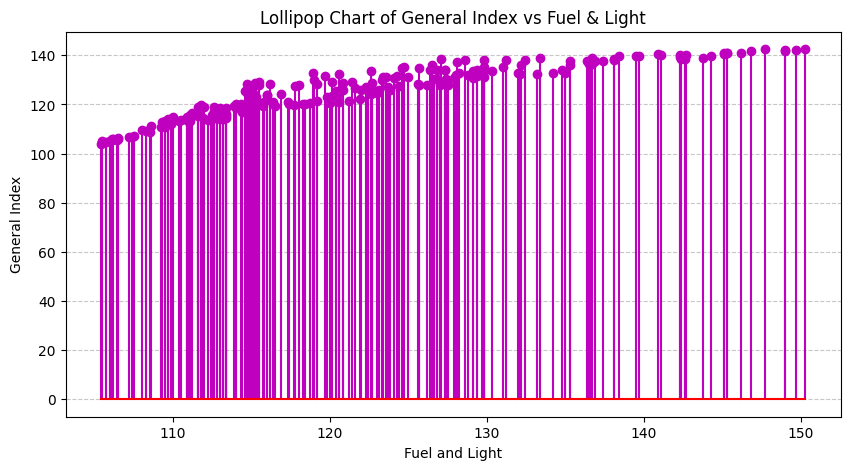 Lollipop Chart of General Index vs Fuel & Light
General Index
140
120
100
80
60
40
20
0
110 120 130 140 150
Fuel and Light